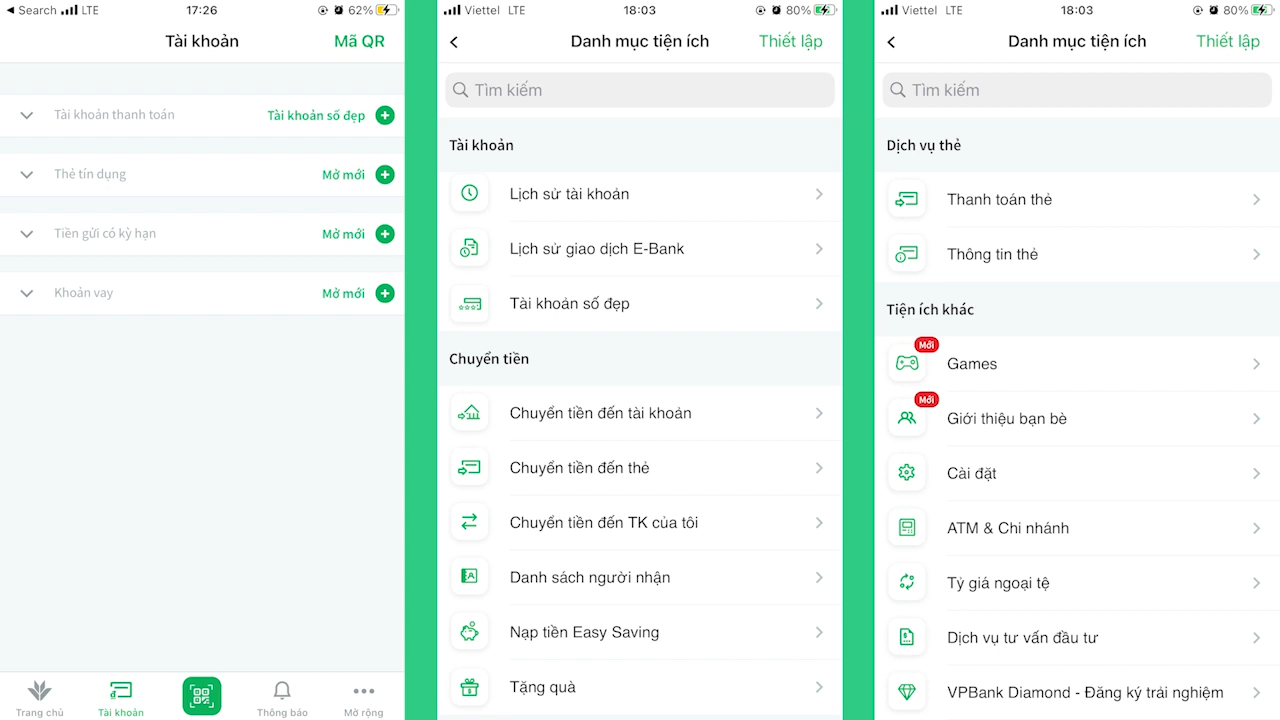 Search LTE 17:26 62%
Tài khoản Mã QR
Tài khoản thanh toán Tài khoản số đẹp
Thẻ tín dụng Mở mới
Tiền gửi có kỳ hạn Mở mới
Khoản vay Mở mới
Trang chủ Tài khoản Thông báo Mở rộng
Viettel LTE 18:03 80%
Danh mục tiện ích Thiết lập
Tìm kiếm
Tài khoản
Lịch sử tài khoản
Lịch sử giao dịch E-Bank
Tài khoản số đẹp
Chuyển tiền
Chuyển tiền đến tài khoản
Chuyển tiền đến thẻ
Chuyển tiền đến TK của tôi
Danh sách người nhận
Nạp tiền Easy Saving
Tặng quà
Viettel LTE 18:03 80%
Danh mục tiện ích Thiết lập
Tìm kiếm
Dịch vụ thẻ
Thanh toán thẻ
Thông tin thẻ
Tiện ích khác
Mới
Games
Mới
Giới thiệu bạn bè
Cài đặt
ATM & Chi nhánh
Tỷ giá ngoại tệ
Dịch vụ tư vấn đầu tư
VPBank Diamond - Đăng ký trải nghiệm